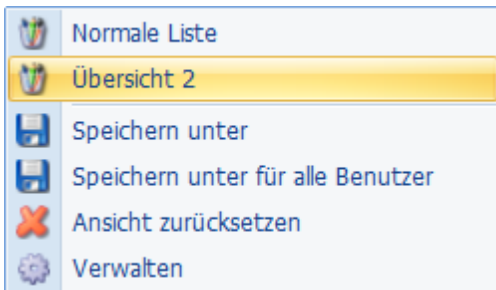 Normale Liste
Übersicht 2
Speichern unter
Speichern unter für alle Benutzer
Ansicht zurücksetzen
Verwalten